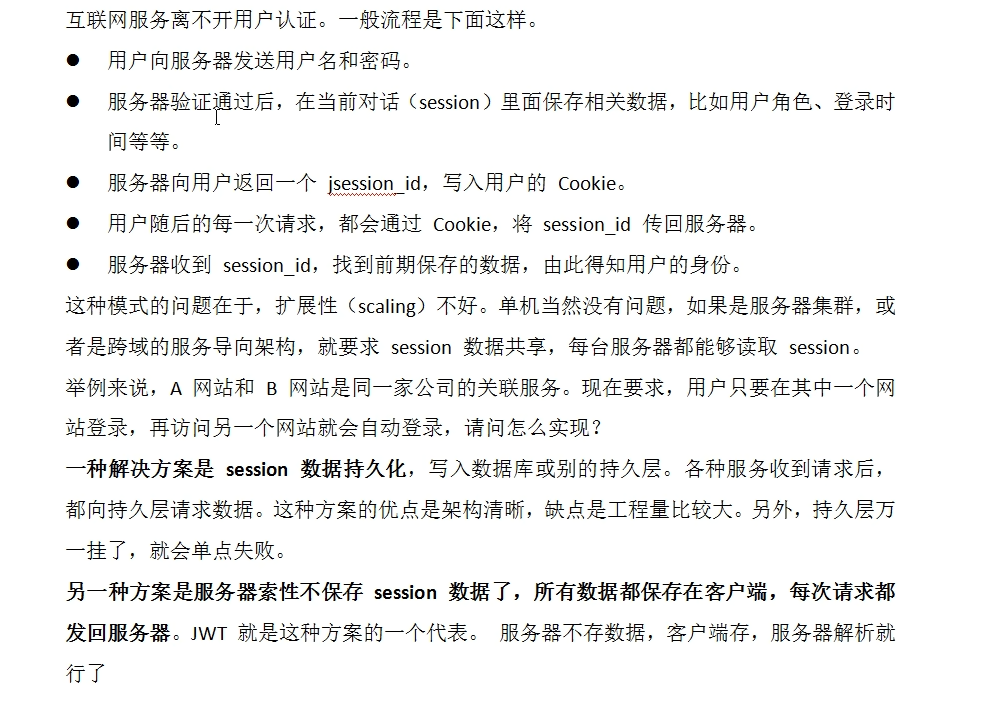 互联网服务离不开用户认证。一般流程是下面这样。
● 用户向服务器发送用户名和密码。
● 服务器验证通过后，在当前对话（session）里面保存相关数据，比如用户角色、登录时
间等等。
● 服务器向用户返回一个 jsession_id，写入用户的 Cookie。
● 用户随后的每一次请求，都会通过 Cookie，将 session_id 传回服务器。
● 服务器收到 session_id，找到前期保存的数据，由此得知用户的身份。
这种模式的问题在于，扩展性（scaling）不好。单机当然没有问题，如果是服务器集群，或
者是跨域的服务导向架构，就要求 session 数据共享，每台服务器都能够读取 session。
举例来说，A 网站和 B 网站是同一家公司的关联服务。现在要求，用户只要在其中一个网
站登录，再访问另一个网站就会自动登录，请问怎么实现？
一种解决方案是 session 数据持久化，写入数据库或别的持久层。各种服务收到请求后，
都向持久层请求数据。这种方案的优点是架构清晰，缺点是工程量比较大。另外，持久层万
一挂了，就会单点失败。
另一种方案是服务器索性不保存 session 数据了，所有数据都保存在客户端，每次请求都
发回服务器。JWT 就是这种方案的一个代表。 服务器不存数据，客户端存，服务器解析就
行了